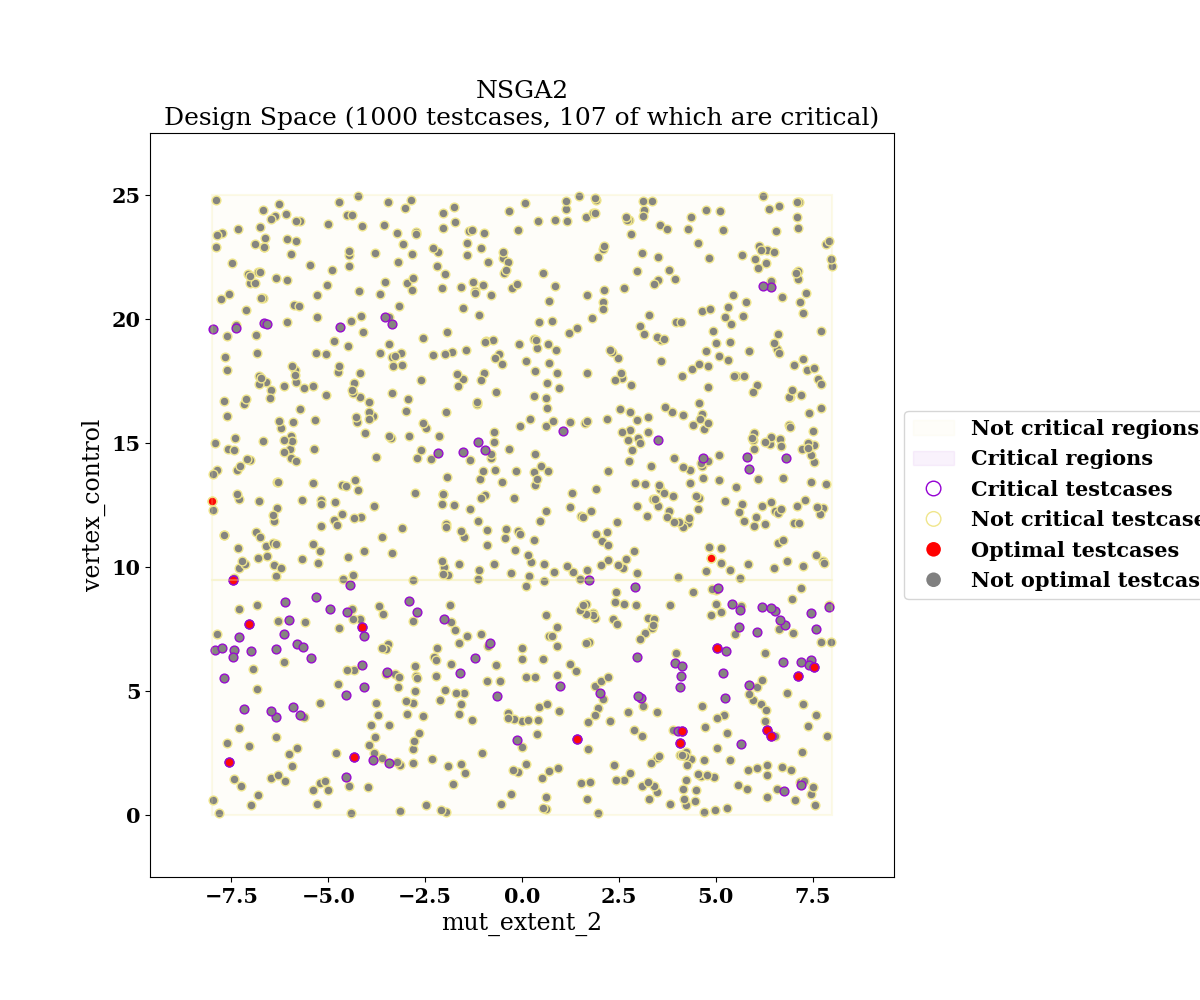 NSGA2
Design Space (1000 testcases, 107 of which are critical)
25
20
15
10
5
0
vertex_control
−7.5
−5.0
−2.5
0.0
2.5
5.0
7.5
mut_extent_2
Not critical regions
Critical regions
Critical testcases
Not critical testcase
Optimal testcases
Not optimal testcas